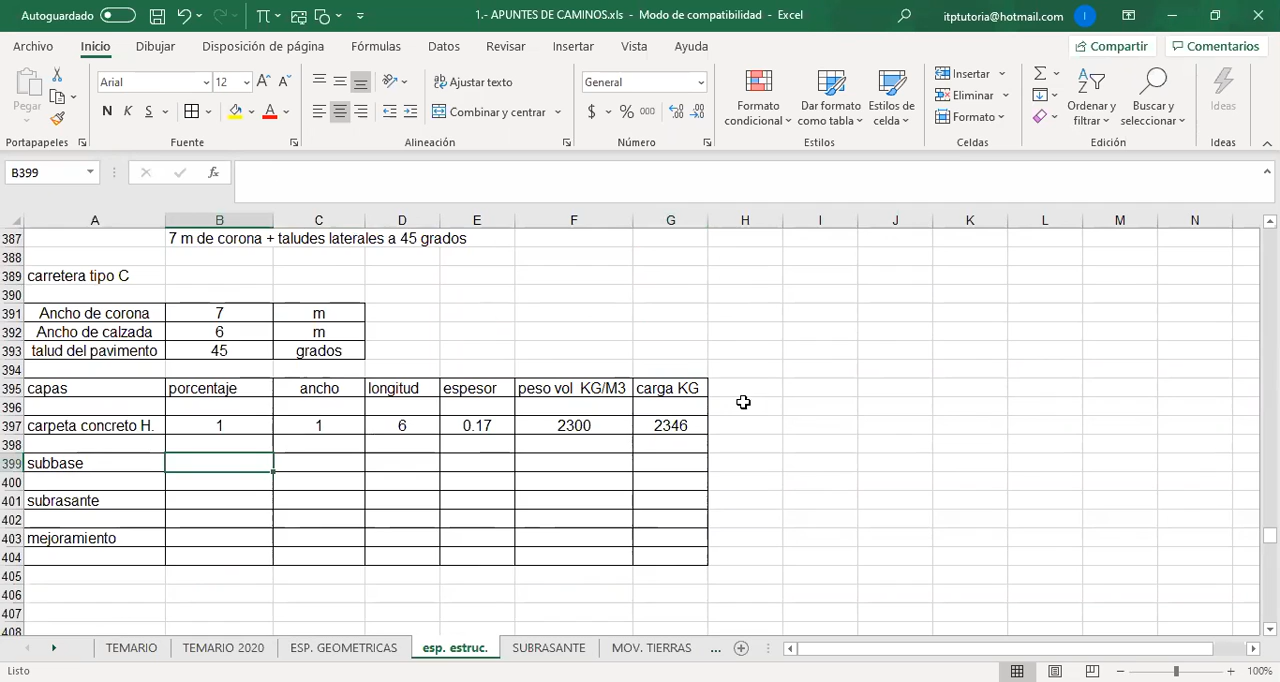 Autoguardado
1.- APUNTES DE CAMINOS.xls - Modo de compatibilidad - Excel
itptutoria@hotmail.com
I
Archivo Inicio Dibujar Disposición de página Fórmulas Datos Revisar Insertar Vista Ayuda
Compartir Comentarios
Pegar
Arial 12
N K S
Ajustar texto
Combinar y centrar
General
$ % 000
Formato condicional
Dar formato como tabla
Estilos de celda
Insertar
Eliminar
Formato
Ordenar y filtrar
Buscar y seleccionar
Ideas
Portapapeles Fuente Alineación Número Estilos Celdas Edición Ideas
B399
fx
A B C D E F G H I J K L M N
387 7 m de corona + taludes laterales a 45 grados
388
389 carretera tipo C
390
391 Ancho de corona 7 m
392 Ancho de calzada 6 m
393 talud del pavimento 45 grados
394
395 capas porcentaje ancho longitud espesor peso vol KG/M3 carga KG
396
397 carpeta concreto H. 1 1 6 0.17 2300 2346
398
399 subbase
400
401 subrasante
402
403 mejoramiento
404
405
406
407
408
TEMARIO TEMARIO 2020 ESP. GEOMETRICAS esp. estruc. SUBRASANTE MOV. TIERRAS ...
Listo
100%